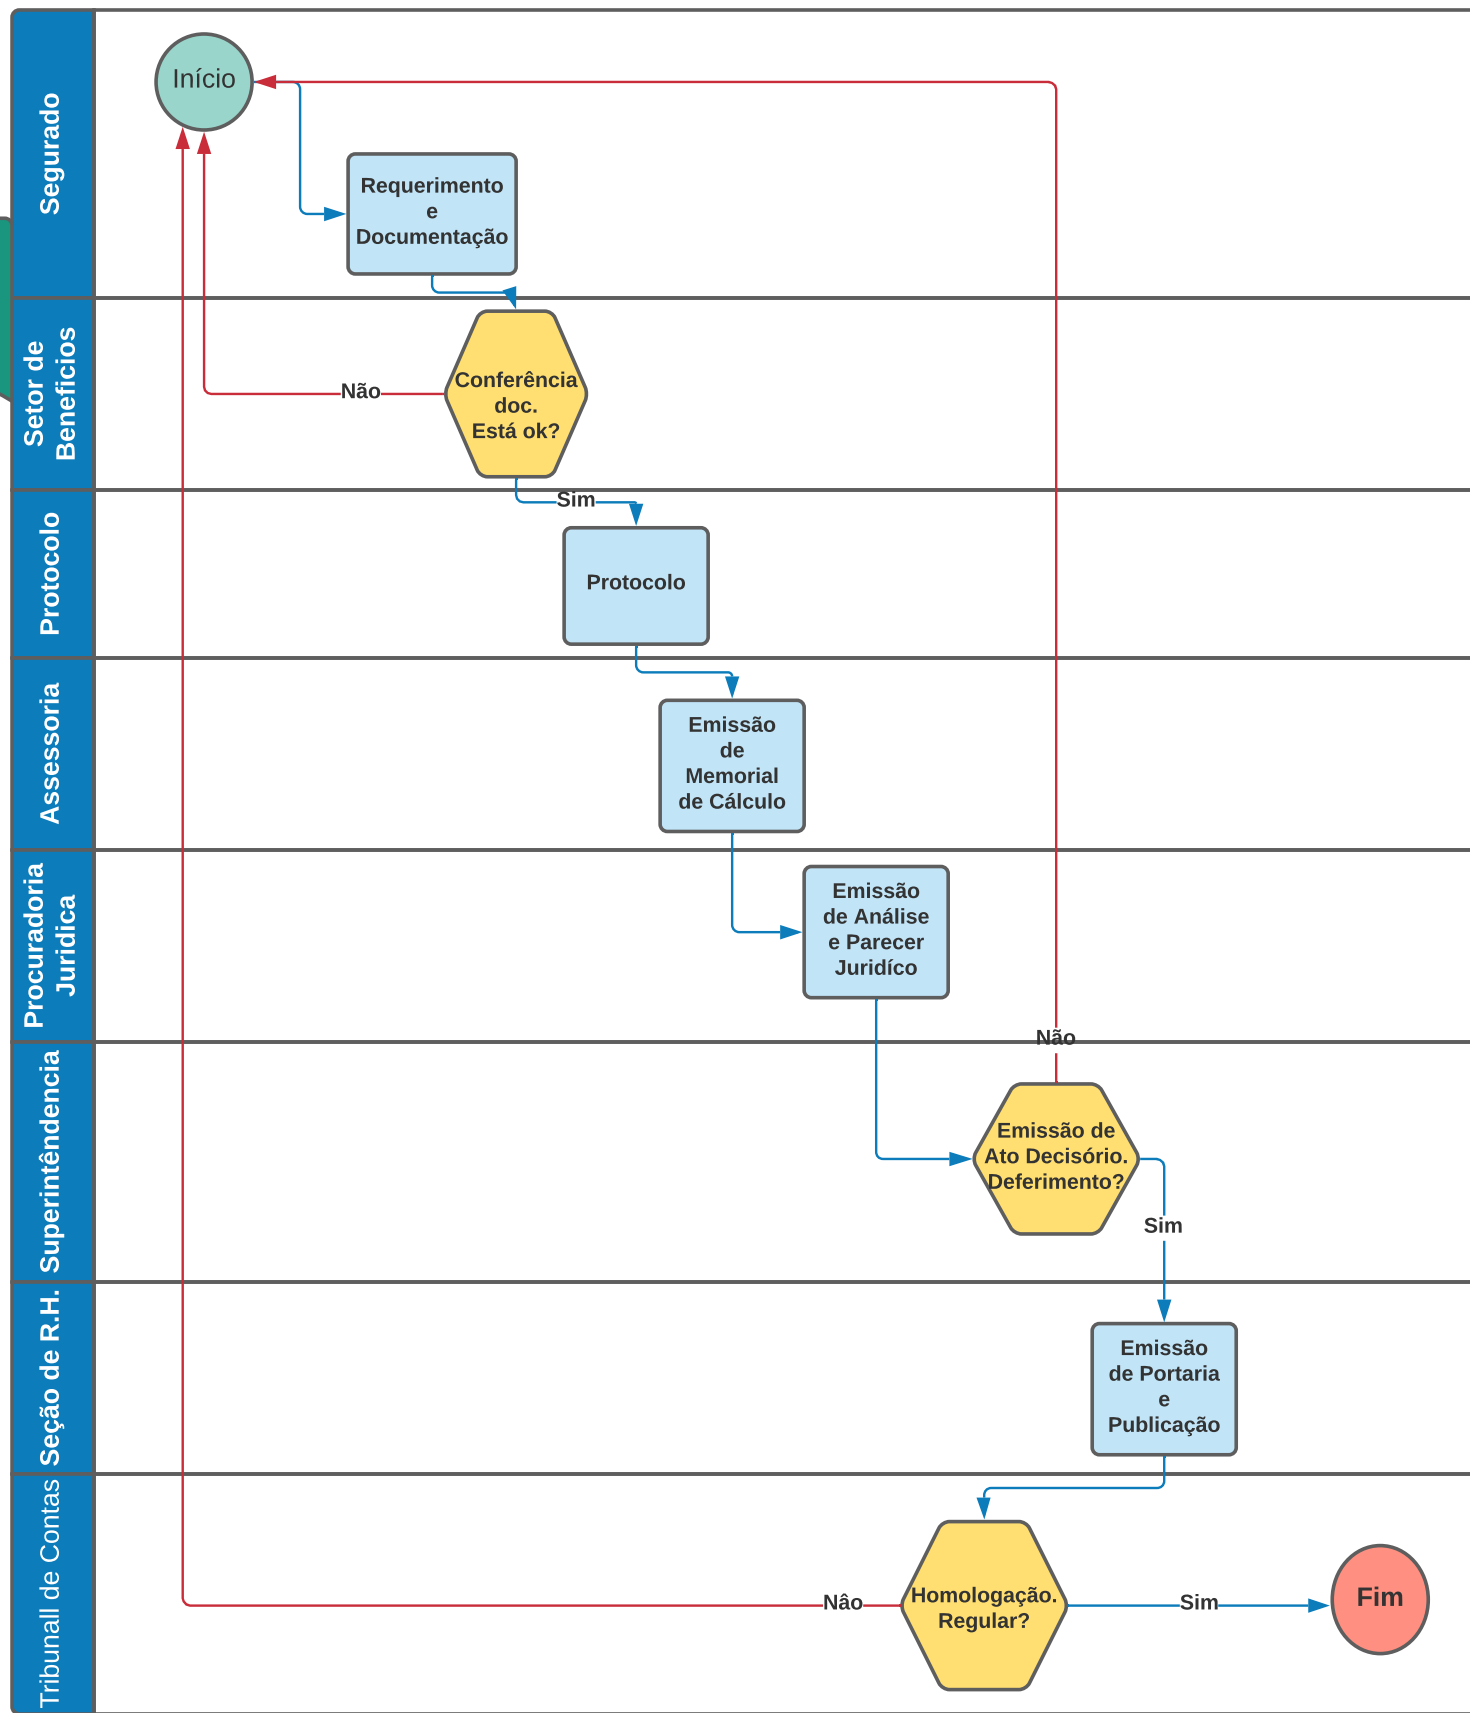 Segurado
Início
Requerimento
e
Documentação
Setor de
Beneficios
Não
Conferência
doc.
Está ok?
Sim
Protocolo
Protocolo
Assessoria
Emissão
de
Memorial
de Cálculo
Procuradoria
Juridica
Emissão
de Análise
e Parecer
Juridíco
Não
Superintêndencia
Emissão de
Ato Decisório.
Deferimento?
Sim
Seção de R.H.
Emissão
de Portaria
e
Publicação
Tribunall de Contas
Nâo
Homologação.
Regular?
Sim
Fim